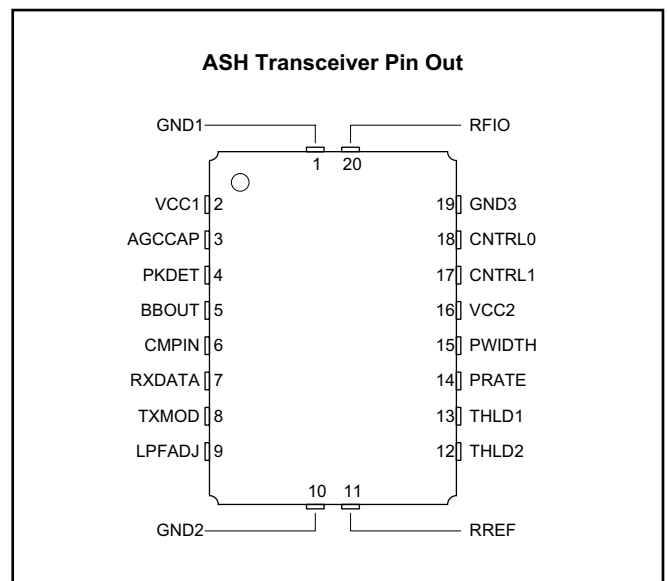 ASH Transceiver Pin Out
GND1 RFIO
1 20
VCC1 2 19 GND3
AGCCAP 3 18 CNTRL0
PKDET 4 17 CNTRL1
BBOUT 5 16 VCC2
CMPIN 6 15 PWIDTH
RXDATA 7 14 PRATE
TXMOD 8 13 THLD1
LPFADJ 9 12 THLD2
10 11
GND2 RREF